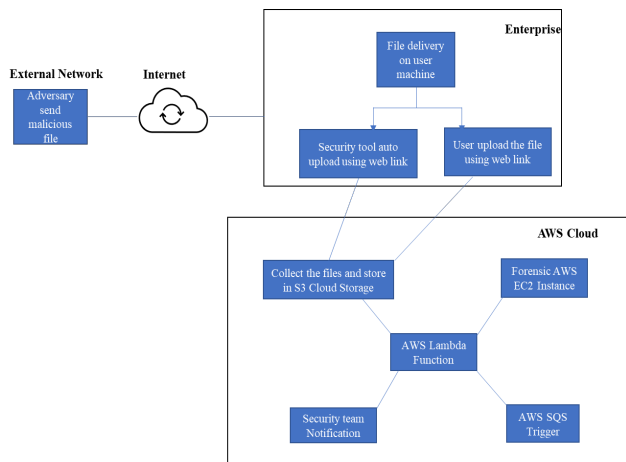 Enterprise
File delivery
on user
machine
External Network
Internet
Adversary
send
malicious
file
Security tool auto
upload using web link
User upload the file
using web link
AWS Cloud
Collect the files and store
in S3 Cloud Storage
Forensic AWS
EC2 Instance
AWS Lambda
Function
Security team
Notification
AWS SQS
Trigger